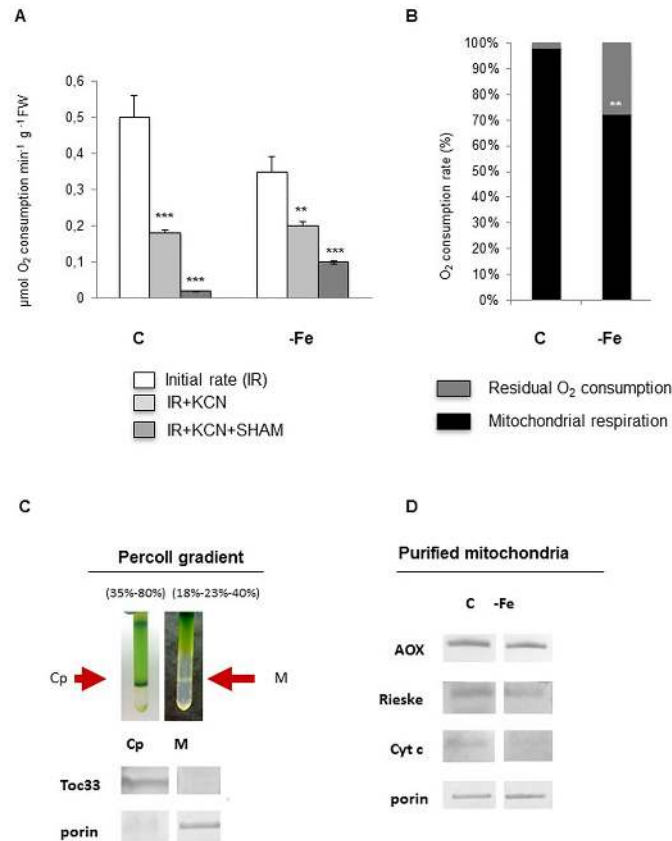 A
0,6
0,5
0,4
0,3
0,2
0,1
0
µmol O2 consumption min-1 g-1 FW
***
***
**
***
C -Fe
Initial rate (IR)
IR+KCN
IR+KCN+SHAM
B
100%
90%
80%
70%
60%
50%
40%
30%
20%
10%
0%
O2 consumption rate (%)
**
C -Fe
Residual O2 consumption
Mitochondrial respiration
C
Percoll gradient
(35%-80%) (18%-23%-40%)
Cp M
Cp M
Toc33
porin
D
Purified mitochondria
C -Fe
AOX
Rieske
Cyt c
porin